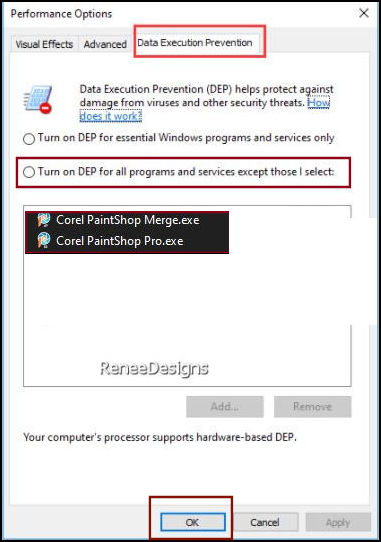 Performance Options
Visual Effects Advanced Data Execution Prevention
Data Execution Prevention (DEP) helps protect against
damage from viruses and other security threats. How
does it work?
Turn on DEP for essential Windows programs and services only
Turn on DEP for all programs and services except those I select:
Corel PaintShop Merge.exe
Corel PaintShop Pro.exe
ReneeDesigns
Add... Remove
Your computer's processor supports hardware-based DEP.
OK Cancel Apply